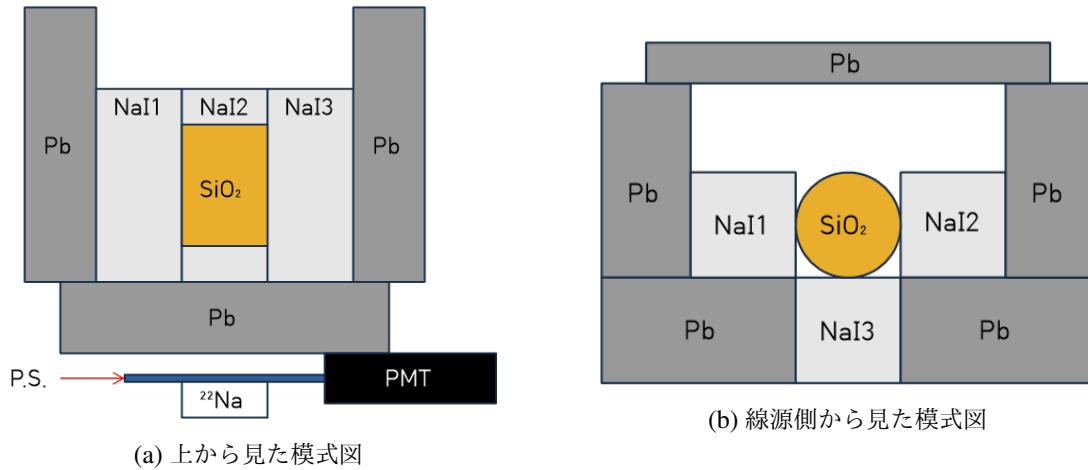 NaI1
NaI2
NaI3
Pb
Pb
SiO₂
Pb
P.S.
PMT
²²Na
(a) 上から見た模式図
Pb
Pb
Pb
NaI1
SiO₂
NaI2
Pb
NaI3
Pb
(b) 線源側から見た模式図